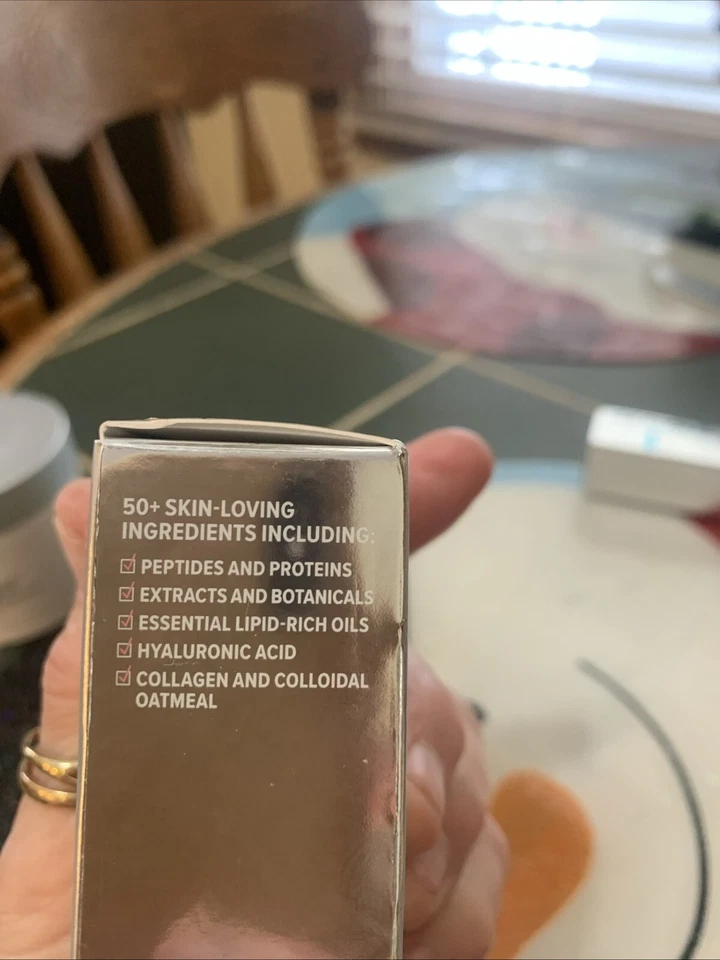 50+ SKIN-LOVING
INGREDIENTS INCLUDING:
PEPTIDES AND PROTEINS
EXTRACTS AND BOTANICALS
ESSENTIAL LIPID-RICH OILS
HYALURONIC ACID
COLLAGEN AND COLLOIDAL
OATMEAL